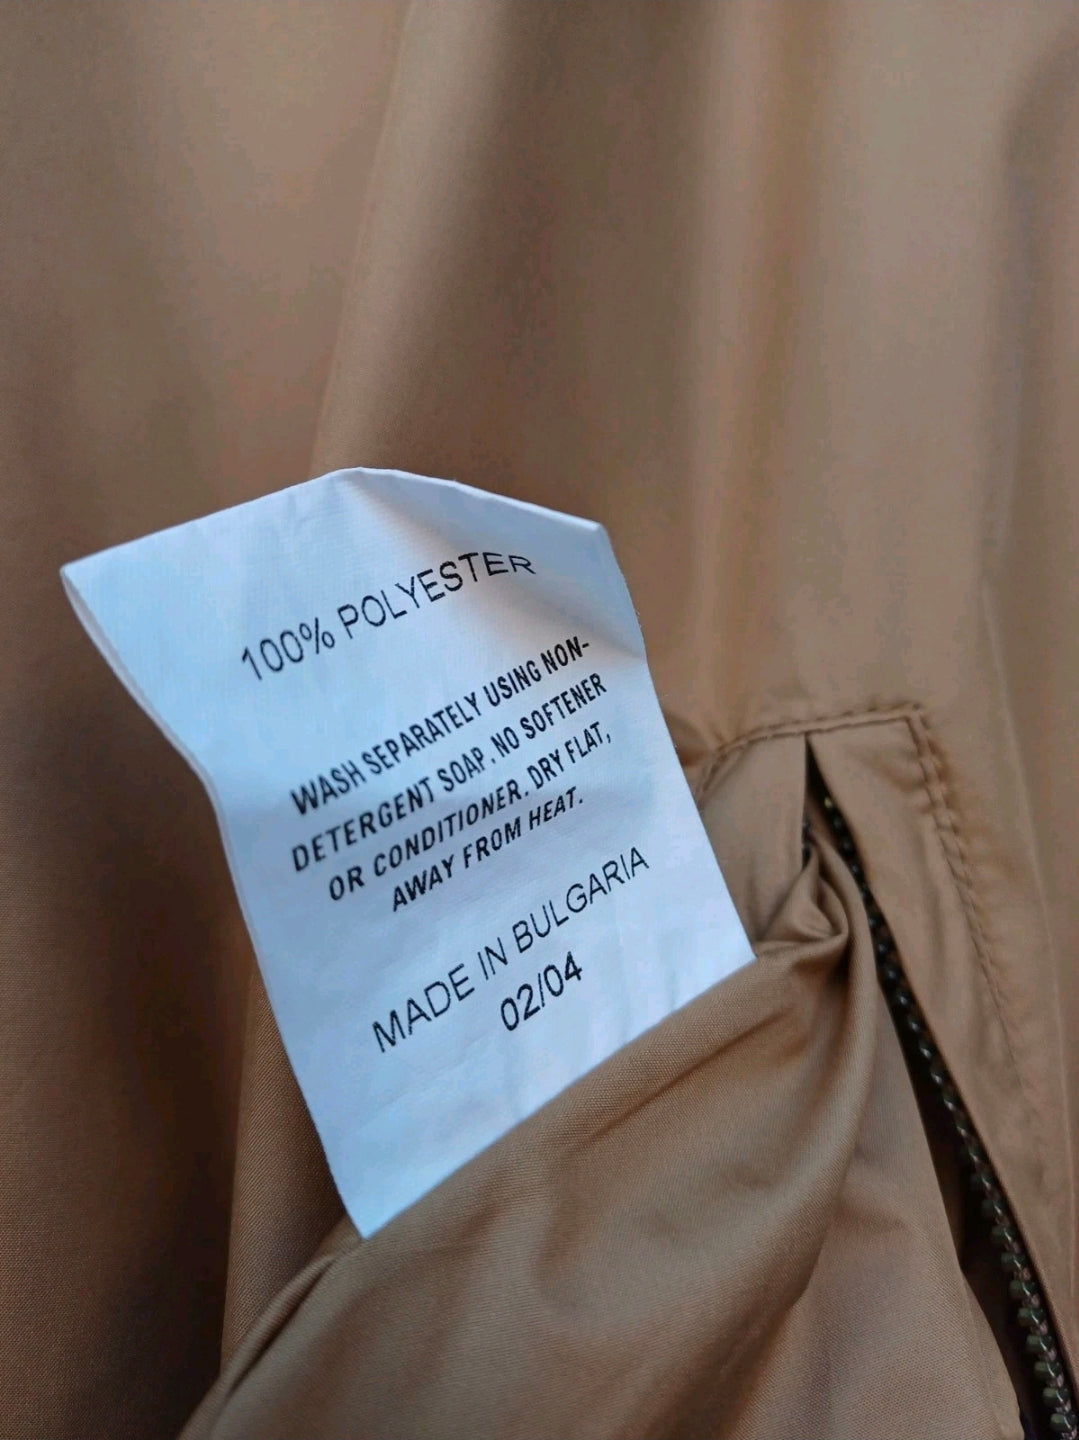 100% POLYESTER
WASH SEPARATELY USING NON-
DETERGENT SOAP. NO SOFTENER
OR CONDITIONER. DRY FLAT,
AWAY FROM HEAT.
MADE IN BULGARIA
02/04